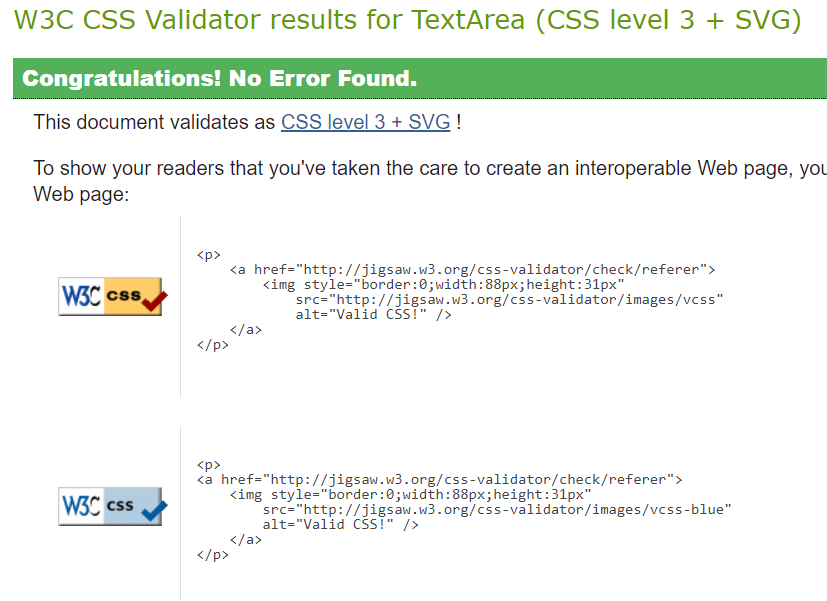 W3C CSS Validator results for TextArea (CSS level 3 + SVG)
Congratulations! No Error Found.
This document validates as CSS level 3 + SVG !
To show your readers that you've taken the care to create an interoperable Web page, you
Web page:
W3C css
<p>
<a href="http://jigsaw.w3.org/css-validator/check/referer">
<img style="border:0;width:88px;height:31px"
src="http://jigsaw.w3.org/css-validator/images/vcss"
alt="Valid CSS!" />
</a>
</p>
W3C css
<p>
<a href="http://jigsaw.w3.org/css-validator/check/referer">
<img style="border:0;width:88px;height:31px"
src="http://jigsaw.w3.org/css-validator/images/vcss-blue"
alt="Valid CSS!" />
</a>
</p>